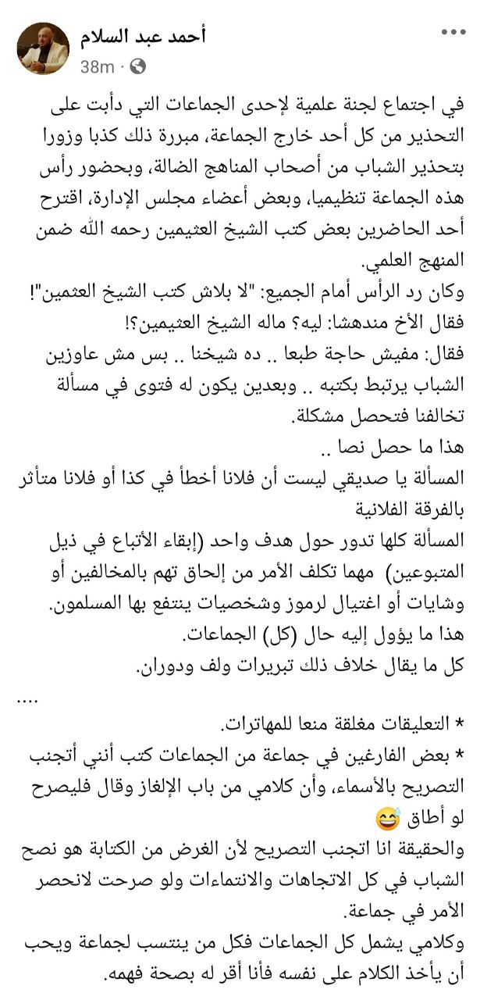 أحمد عبد السلام
38m ·
في اجتماع لجنة علمية لإحدى الجماعات التي دأبت على
التحذير من كل أحد خارج الجماعة، مبررة ذلك كذبا وزورا
بتحذير الشباب من أصحاب المناهج الضالة، وبحضور رأس
هذه الجماعة تنظيميا، وبعض أعضاء مجلس الإدارة، اقترح
أحد الحاضرين بعض كتب الشيخ العثيمين رحمه الله ضمن
المنهج العلمي.
وكان رد الرأس أمام الجميع: "لا بلاش كتب الشيخ العثمين"!
فقال الأخ مندهشا: ليه؟ ماله الشيخ العثيمين؟!
فقال: مفيش حاجة طبعا .. ده شيخنا .. بس مش عاوزين
الشباب يرتبط بكتبه .. وبعدين يكون له فتوى في مسألة
تخالفنا فتحصل مشكلة.
هذا ما حصل نصا ..
المسألة يا صديقي ليست أن فلانا أخطأ في كذا أو فلانا متأثر
بالفرقة الفلانية
المسألة كلها تدور حول هدف واحد (إبقاء الأتباع في ذيل
المتبوعين) مهما تكلف الأمر من إلحاق تهم بالمخالفين أو
وشايات أو اغتيال لرموز وشخصيات ينتفع بها المسلمون.
هذا ما يؤول إليه حال (كل) الجماعات.
كل ما يقال خلاف ذلك تبريرات ولف ودوران.
....
* التعليقات مغلقة منعا للمهاترات.
* بعض الفارغين في جماعة من الجماعات كتب أنني أتجنب
التصريح بالأسماء، وأن كلامي من باب الإلغاز وقال فليصرح
لو أطاق 😅
والحقيقة انا اتجنب التصريح لأن الغرض من الكتابة هو نصح
الشباب في كل الاتجاهات والانتماءات ولو صرحت لانحصر
الأمر في جماعة.
وكلامي يشمل كل الجماعات فكل من ينتسب لجماعة ويحب
أن يأخذ الكلام على نفسه فأنا أقر له بصحة فهمه.